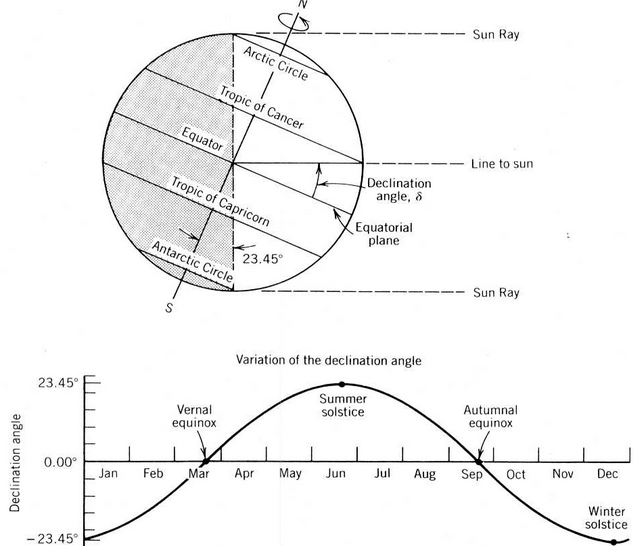 N
Sun Ray
Arctic Circle
Tropic of Cancer
Equator
Line to sun
Declination
angle, δ
Tropic of Capricorn
Equatorial
plane
23.45°
Antarctic Circle
Sun Ray
S
Variation of the declination angle
23.45°
Summer
solstice
Vernal
equinox
Autumnal
equinox
Declination angle
0.00°
Jan Feb Mar Apr May Jun Jul Aug Sep Oct Nov Dec
Winter
solstice
−23.45°